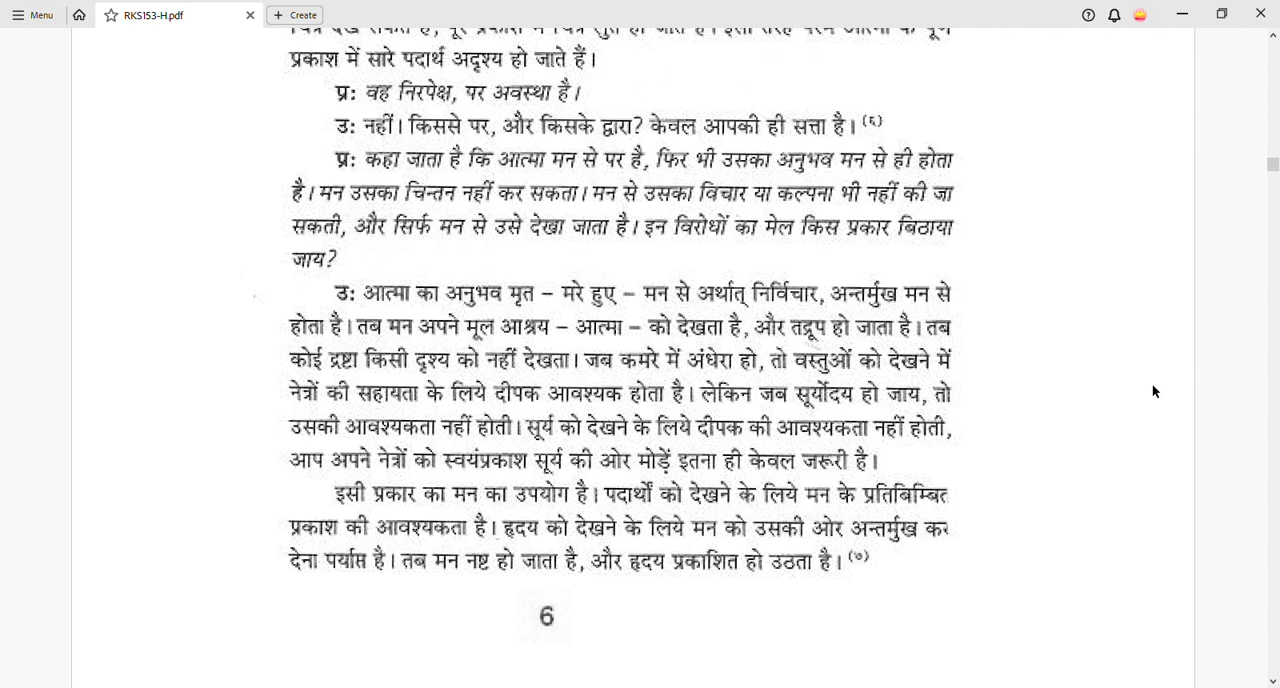 Menu
RKS153-H.pdf
Create
प्रकाश में सारे पदार्थ अदृश्य हो जाते हैं।
प्र: वह निरपेक्ष, पर अवस्था है।
उ: नहीं। किससे पर, और किसके द्वारा? केवल आपकी ही सत्ता है। (६)
प्र: कहा जाता है कि आत्मा मन से पर है, फिर भी उसका अनुभव मन से ही होता
है। मन उसका चिन्तन नहीं कर सकता। मन से उसका विचार या कल्पना भी नहीं की जा
सकती, और सिर्फ मन से उसे देखा जाता है। इन विरोधों का मेल किस प्रकार बिठाया
जाय?
उ: आत्मा का अनुभव मृत – मरे हुए – मन से अर्थात् निर्विचार, अन्तर्मुख मन से
होता है। तब मन अपने मूल आश्रय – आत्मा – को देखता है, और तद्रूप हो जाता है। तब
कोई द्रष्टा किसी दृश्य को नहीं देखता। जब कमरे में अंधेरा हो, तो वस्तुओं को देखने में
नेत्रों की सहायता के लिये दीपक आवश्यक होता है। लेकिन जब सूर्योदय हो जाय, तो
उसकी आवश्यकता नहीं होती। सूर्य को देखने के लिये दीपक की आवश्यकता नहीं होती,
आप अपने नेत्रों को स्वयंप्रकाश सूर्य की ओर मोड़ें इतना ही केवल जरूरी है।
इसी प्रकार का मन का उपयोग है। पदार्थों को देखने के लिये मन के प्रतिबिम्बित
प्रकाश की आवश्यकता है। हृदय को देखने के लिये मन को उसकी ओर अन्तर्मुख कर
देना पर्याप्त है। तब मन नष्ट हो जाता है, और हृदय प्रकाशित हो उठता है। (७)
6